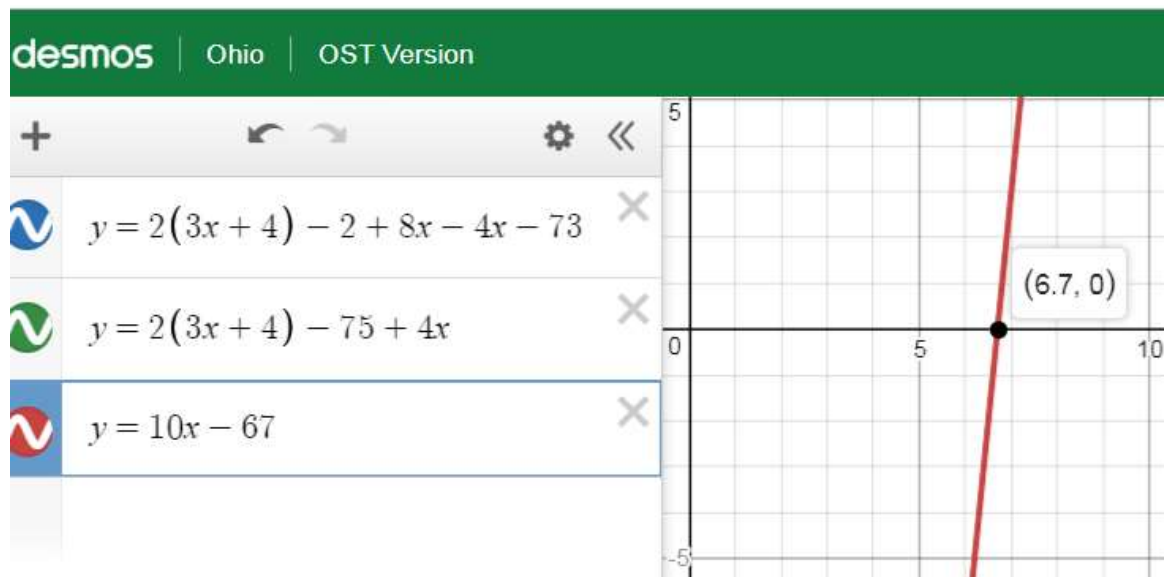 desmos Ohio OST Version
y = 2(3x + 4) − 2 + 8x − 4x − 73
y = 2(3x + 4) − 75 + 4x
y = 10x − 67
5
(6.7, 0)
0 5 10
-5